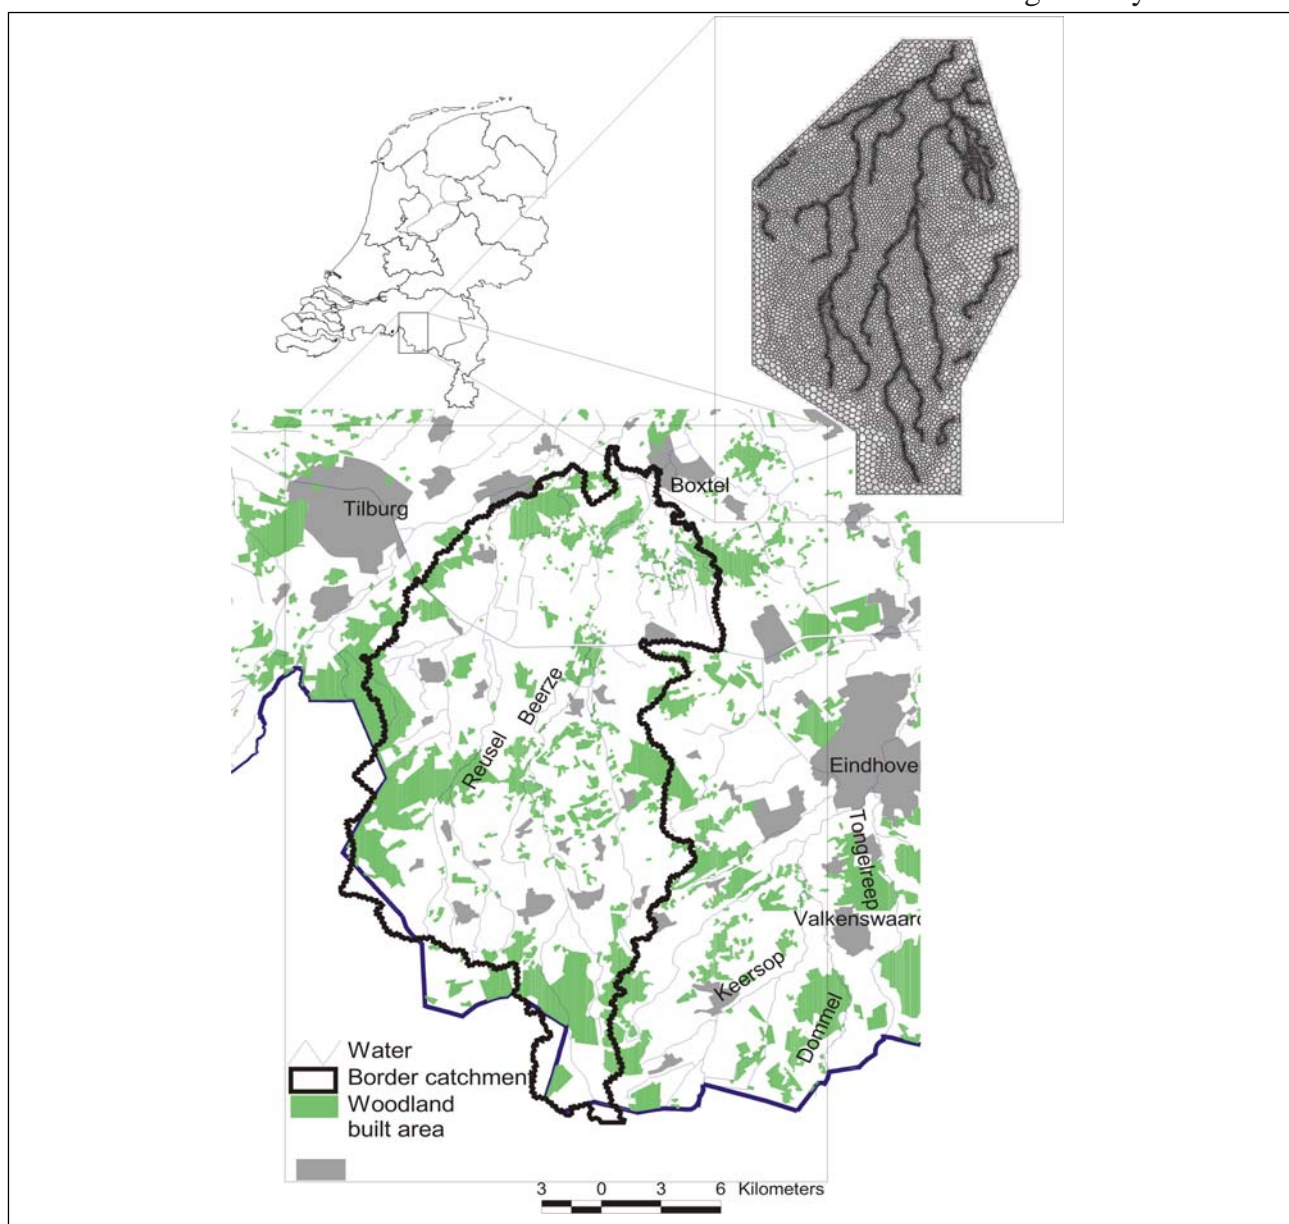 Boxtel
Tilburg
Beerze
Reusel
Eindhove
Tongelreep
Valkenswaard
Keersop
Dommel
Water
Border catchment
Woodland
built area
3 0 3 6 Kilometers